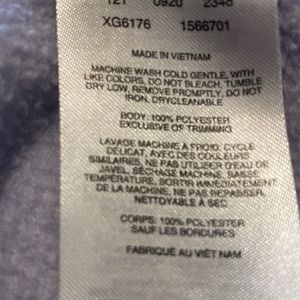 121 0920 2345
XG6176 1566701
MADE IN VIETNAM
MACHINE WASH COLD GENTLE, WITH
LIKE COLORS, DO NOT BLEACH, TUMBLE
DRY LOW, REMOVE PROMPTLY, DO NOT
IRON, DRYCLEANABLE
BODY: 100% POLYESTER
EXCLUSIVE OF TRIMMING
LAVAGE MACHINE À FROID, CYCLE
DELICAT, AVEC DES COULEURS
SIMILAIRES, NE PAS UTILISER D'EAU DE
JAVEL, SÉCHAGE MACHINE, BASSE
TEMPÉRATURE, SORTIR IMMÉDIATEMENT
DE LA MACHINE, NE PAS REPASSER,
NETTOYABLE À SEC
CORPS: 100% POLYESTER
SAUF LES BORDURES
FABRIQUÉ AU VIET NAM